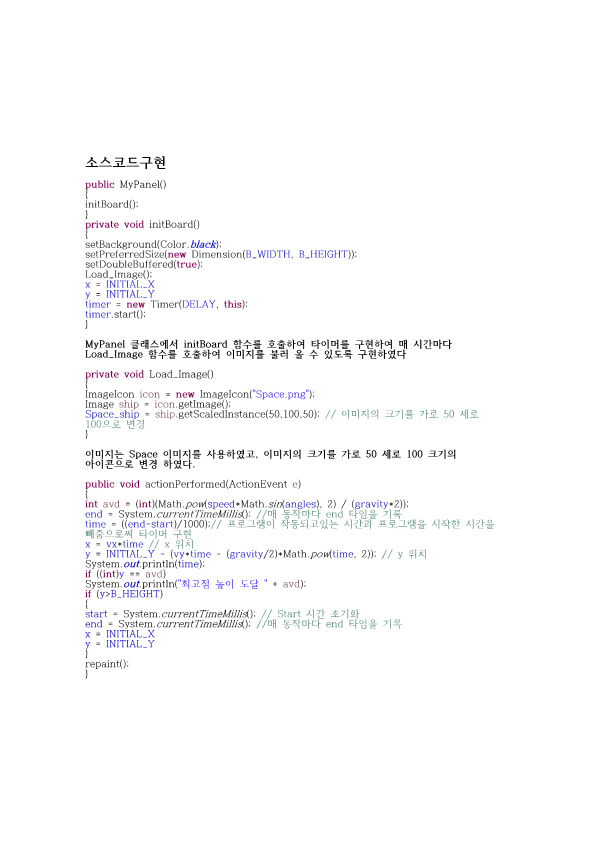 소스코드구현
public MyPanel()
{
initBoard();
}
private void initBoard()
{
setBackground(Color.black);
setPreferredSize(new Dimension(B_WIDTH, B_HEIGHT));
setDoubleBuffered(true);
Load_Image();
x = INITIAL_X
y = INITIAL_Y
timer = new Timer(DELAY, this);
timer.start();
}
MyPanel 클래스에서 initBoard 함수를 호출하여 타이머를 구현하여 매 시간마다
Load_Image 함수를 호출하여 이미지를 불러 올 수 있도록 구현하였다
private void Load_Image()
{
ImageIcon icon = new ImageIcon("Space.png");
Image ship = icon.getImage();
Space_ship = ship.getScaledInstance(50,100,50); // 이미지의 크기를 가로 50 세로
100으로 변경
}
이미지는 Space 이미지를 사용하였고, 이미지의 크기를 가로 50 세로 100 크기의
아이콘으로 변경 하였다.
public void actionPerformed(ActionEvent e)
{
int avd = (int)(Math.pow(speed*Math.sin(angles), 2) / (gravity*2));
end = System.currentTimeMillis(); //매 동작마다 end 타임을 기록
time = ((end-start)/1000);// 프로그램이 작동되고있는 시간과 프로그램을 시작한 시간을
빼줌으로써 타이머 구현
x = vx*time // x 위치
y = INITIAL_Y - (vy*time - (gravity/2)*Math.pow(time, 2)); // y 위치
System.out.println(time);
if ((int)y == avd)
System.out.println("최고점 높이 도달 " + avd);
if (y>B_HEIGHT)
{
start = System.currentTimeMillis(); // Start 시간 초기화
end = System.currentTimeMillis(); //매 동작마다 end 타임을 기록
x = INITIAL_X
y = INITIAL_Y
}
repaint();
}